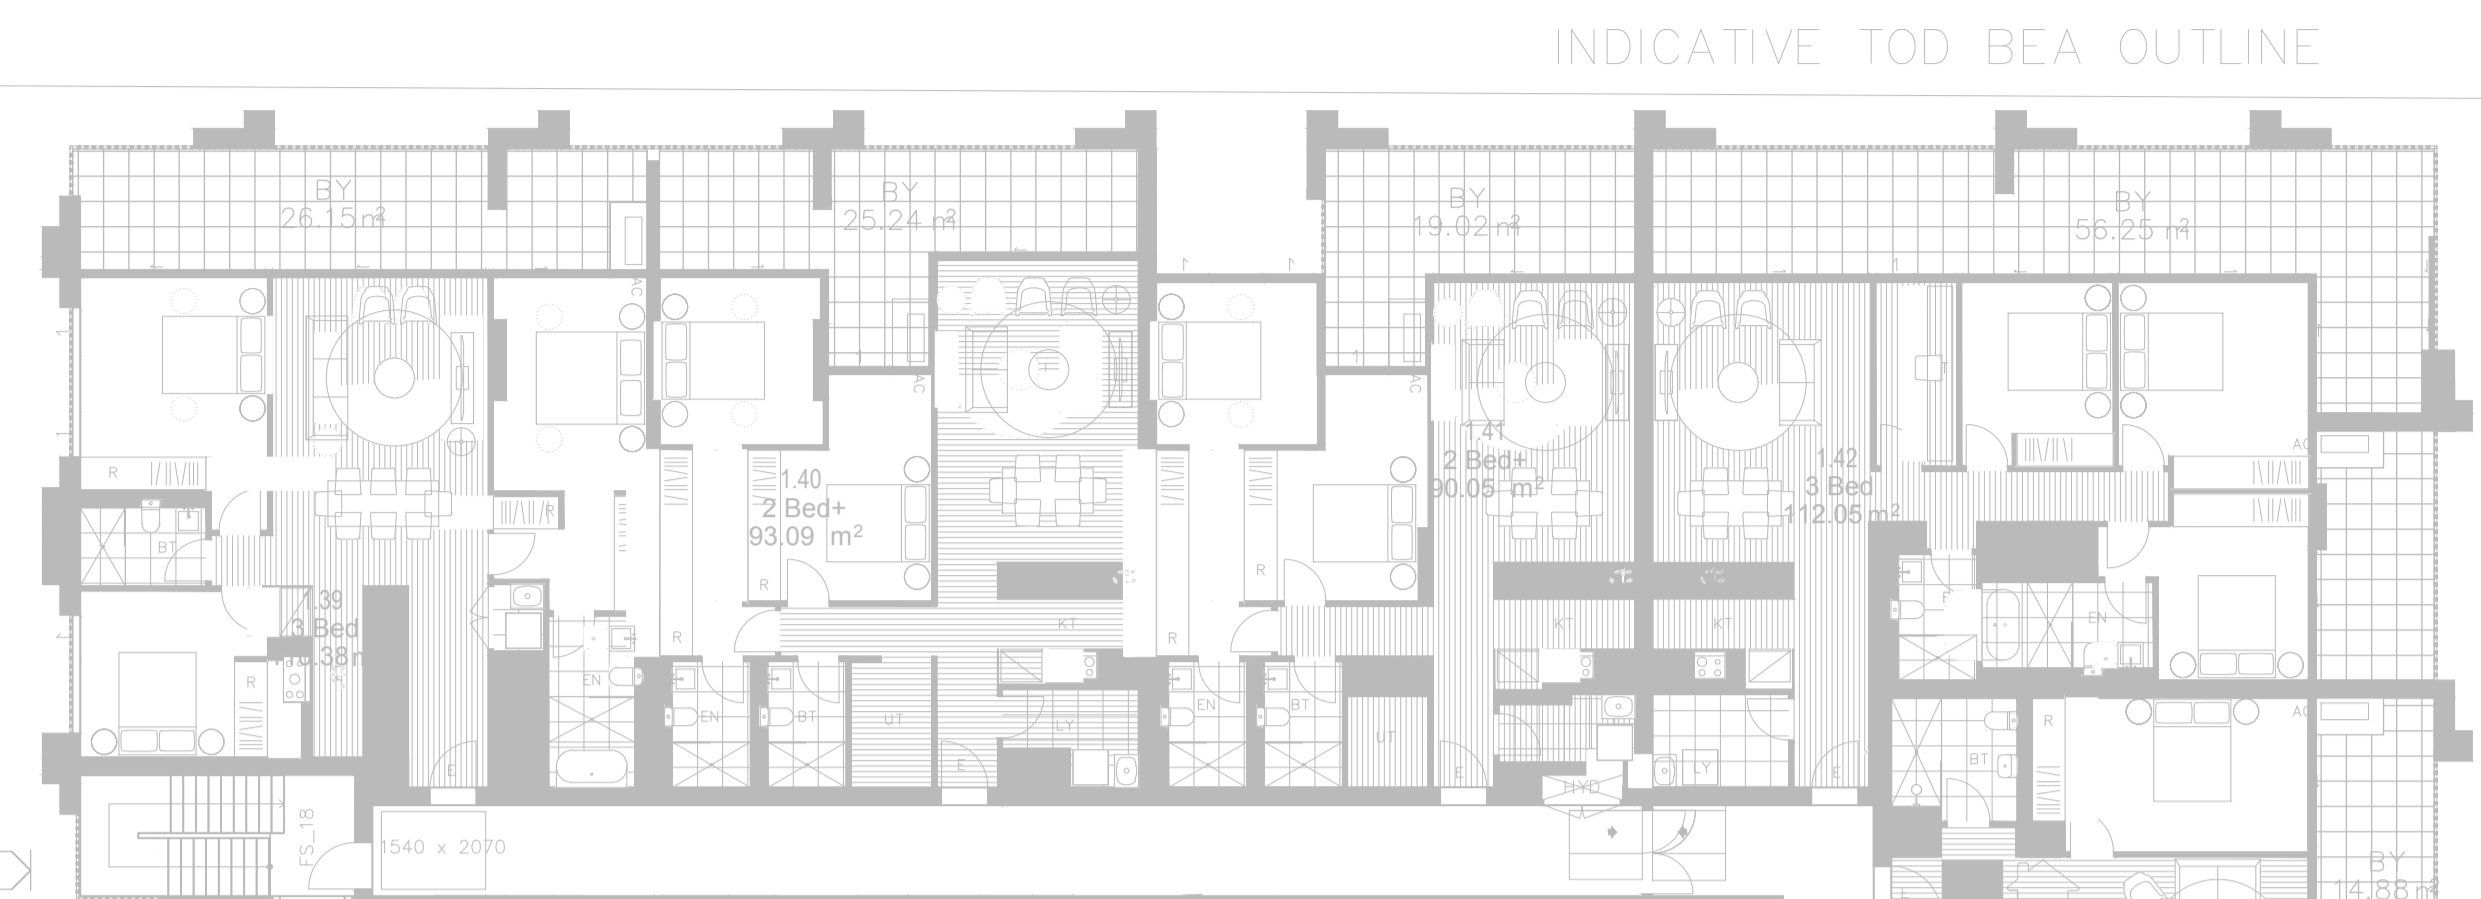 INDICATIVE TOD BEA OUTLINE
BY
26.15 m²
BY
25.24 m²
BY
19.02 m²
BY
56.25 m²
AC
AC
AC
AC
R
R
BT
1.39
3 Bed
R
EN
1.40
2 Bed+
93.09 m²
R
R
KT
EN
BT
UT
LY
E
E
1.41
2 Bed+
90.05 m²
R
R
KT
EN
BT
UT
E
HYD
1.42
3 Bed
112.05 m²
KT
LY
E
EN
BT
R
AC
E
BY
14.88 m²
FS_18
1540 x 2070